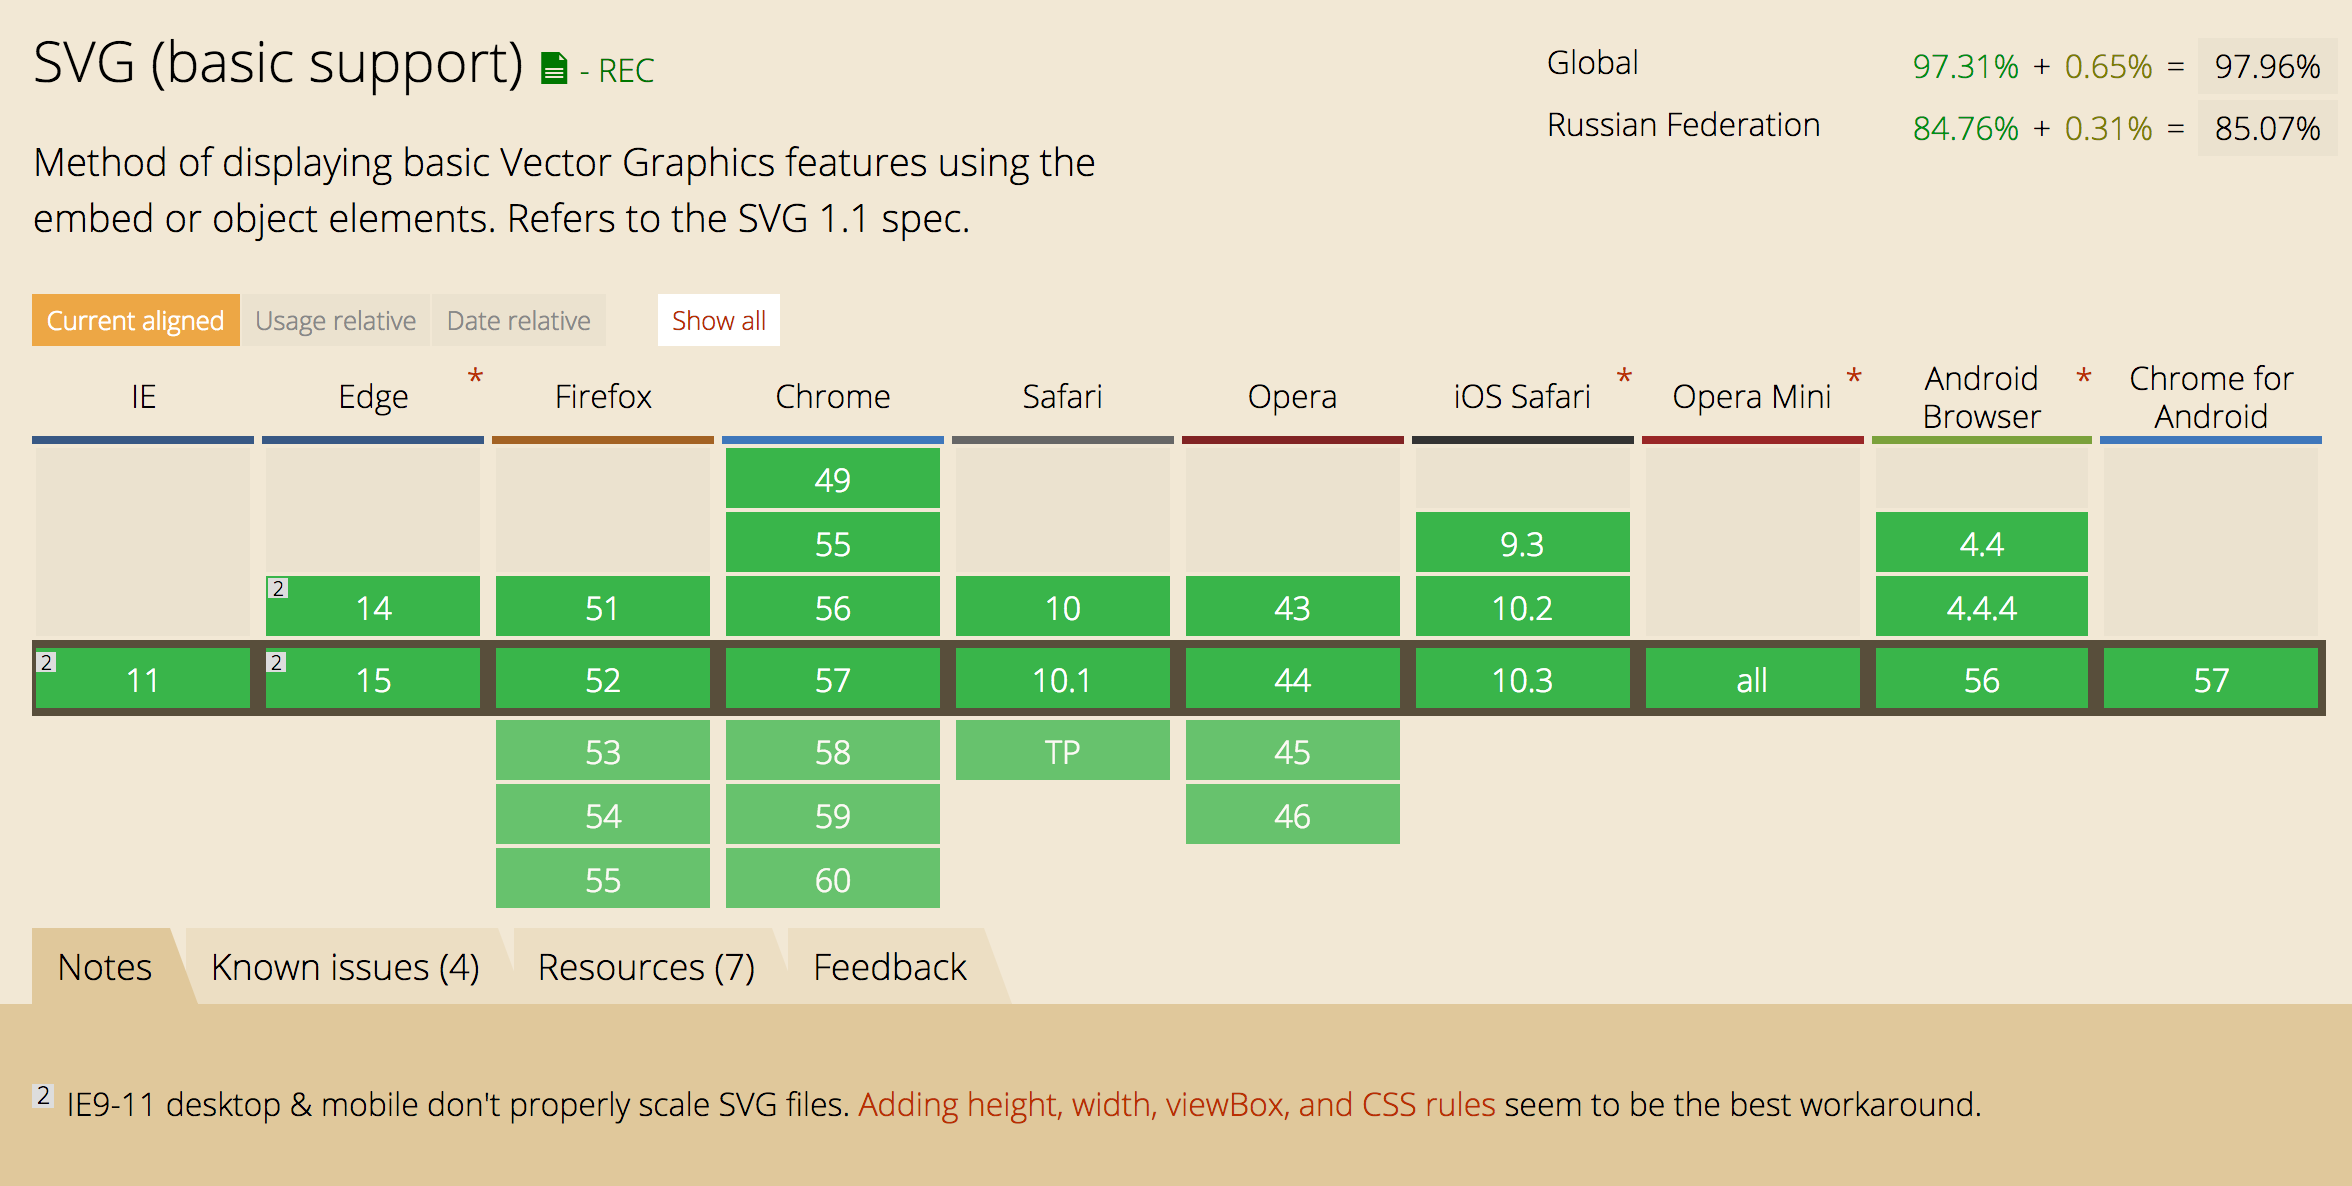 SVG (basic support) - REC
Global 97.31% + 0.65% = 97.96%
Russian Federation 84.76% + 0.31% = 85.07%
Method of displaying basic Vector Graphics features using the
embed or object elements. Refers to the SVG 1.1 spec.
Current aligned Usage relative Date relative Show all
IE Edge * Firefox Chrome Safari Opera iOS Safari * Opera Mini * Android Browser * Chrome for Android
49
55 9.3 4.4
2 14 51 56 10 43 10.2 4.4.4
2 11 2 15 52 57 10.1 44 10.3 all 56 57
53 58 TP 45
54 59 46
55 60
Notes Known issues (4) Resources (7) Feedback
2 IE9-11 desktop & mobile don't properly scale SVG files. Adding height, width, viewBox, and CSS rules seem to be the best workaround.